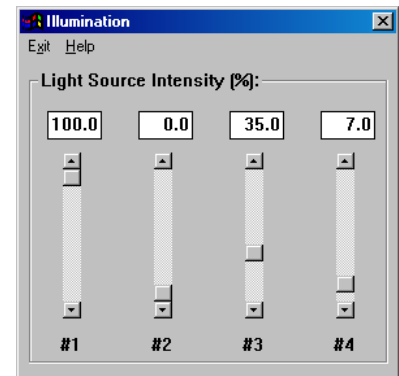 Illumination
Exit Help
Light Source Intensity (%):
100.0 0.0 35.0 7.0
#1 #2 #3 #4